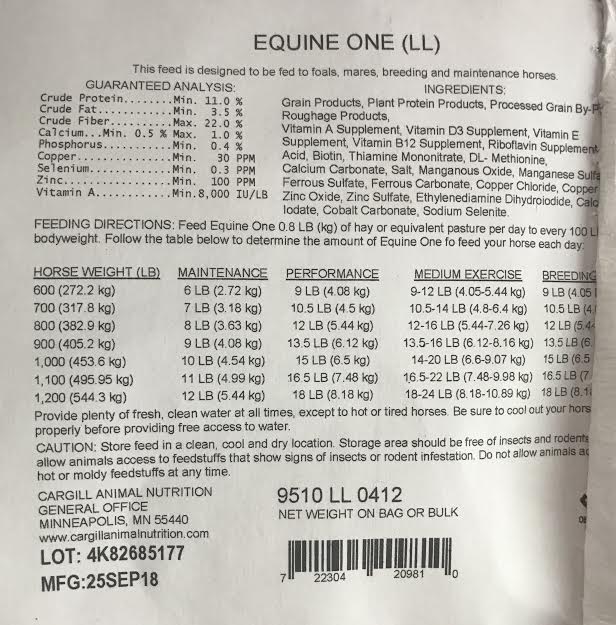 EQUINE ONE (LL)
This feed is designed to be fed to foals, mares, breeding and maintenance horses.
GUARANTEED ANALYSIS:
Crude Protein........Min. 11.0 %
Crude Fat............Min. 3.5 %
Crude Fiber..........Max. 22.0 %
Calcium...Min. 0.5 % Max. 1.0 %
Phosphorus...........Min. 0.4 %
Copper...............Min. 30 PPM
Selenium.............Min. 0.3 PPM
Zinc.................Min. 100 PPM
Vitamin A............Min.8,000 IU/LB
INGREDIENTS:
Grain Products, Plant Protein Products, Processed Grain By-P
Roughage Products,
Vitamin A Supplement, Vitamin D3 Supplement, Vitamin E
Supplement, Vitamin B12 Supplement, Riboflavin Supplement
Acid, Biotin, Thiamine Mononitrate, DL- Methionine,
Calcium Carbonate, Salt, Manganous Oxide, Manganese Sulfa
Ferrous Sulfate, Ferrous Carbonate, Copper Chloride, Copper
Zinc Oxide, Zinc Sulfate, Ethylenediamine Dihydroiodide, Calc
Iodate, Cobalt Carbonate, Sodium Selenite.
FEEDING DIRECTIONS: Feed Equine One 0.8 LB (kg) of hay or equivalent pasture per day to every 100 L
bodyweight. Follow the table below to determine the amount of Equine One fo feed your horse each day:
HORSE WEIGHT (LB) MAINTENANCE PERFORMANCE MEDIUM EXERCISE BREEDING
600 (272.2 kg) 6 LB (2.72 kg) 9 LB (4.08 kg) 9-12 LB (4.05-5.44 kg) 9 LB (4.05
700 (317.8 kg) 7 LB (3.18 kg) 10.5 LB (4.5 kg) 10.5-14 LB (4.8-6.4 kg) 10.5 LB (4.
800 (382.9 kg) 8 LB (3.63 kg) 12 LB (5.44 kg) 12-16 LB (5.44-7.26 kg) 12 LB (5.44
900 (405.2 kg) 9 LB (4.08 kg) 13.5 LB (6.12 kg) 13.5-16 LB (6.12-8.16 kg) 13.5 LB (6.
1,000 (453.6 kg) 10 LB (4.54 kg) 15 LB (6.5 kg) 14-20 LB (6.6-9.07 kg) 15 LB (6.5
1,100 (495.95 kg) 11 LB (4.99 kg) 16.5 LB (7.48 kg) 16.5-22 LB (7.48-9.98 kg) 16.5 LB (7.
1,200 (544.3 kg) 12 LB (5.44 kg) 18 LB (8.18 kg) 18-24 LB (8.18-10.89 kg) 18 LB (8.1
Provide plenty of fresh, clean water at all times, except to hot or tired horses. Be sure to cool out your hors
properly before providing free access to water.
CAUTION: Store feed in a clean, cool and dry location. Storage area should be free of insects and rodents
allow animals access to feedstuffs that show signs of insects or rodent infestation. Do not allow animals ac
hot or moldy feedstuffs at any time.
CARGILL ANIMAL NUTRITION
GENERAL OFFICE
MINNEAPOLIS, MN 55440
www.cargillanimalnutrition.com
9510 LL 0412
NET WEIGHT ON BAG OR BULK
LOT: 4K82685177
MFG:25SEP18
7 22304 20981 0